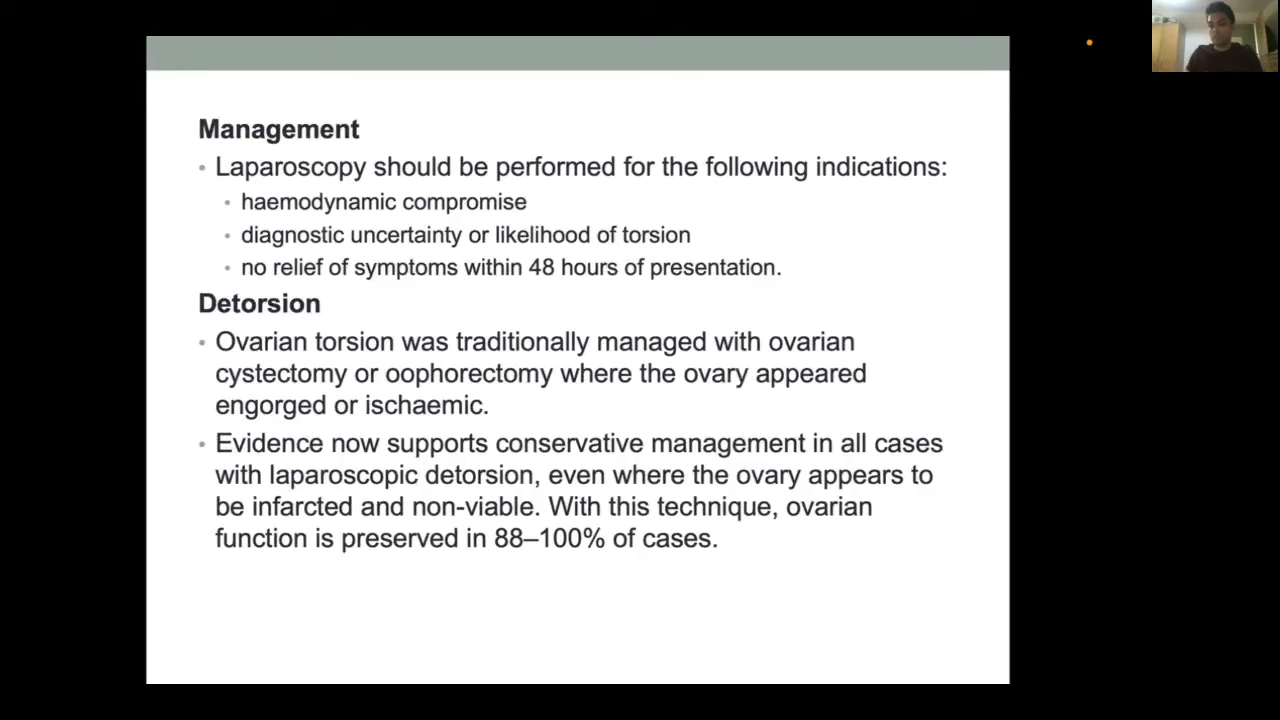 Management
• Laparoscopy should be performed for the following indications:
• haemodynamic compromise
• diagnostic uncertainty or likelihood of torsion
• no relief of symptoms within 48 hours of presentation.
Detorsion
• Ovarian torsion was traditionally managed with ovarian
cystectomy or oophorectomy where the ovary appeared
engorged or ischaemic.
• Evidence now supports conservative management in all cases
with laparoscopic detorsion, even where the ovary appears to
be infarcted and non-viable. With this technique, ovarian
function is preserved in 88–100% of cases.